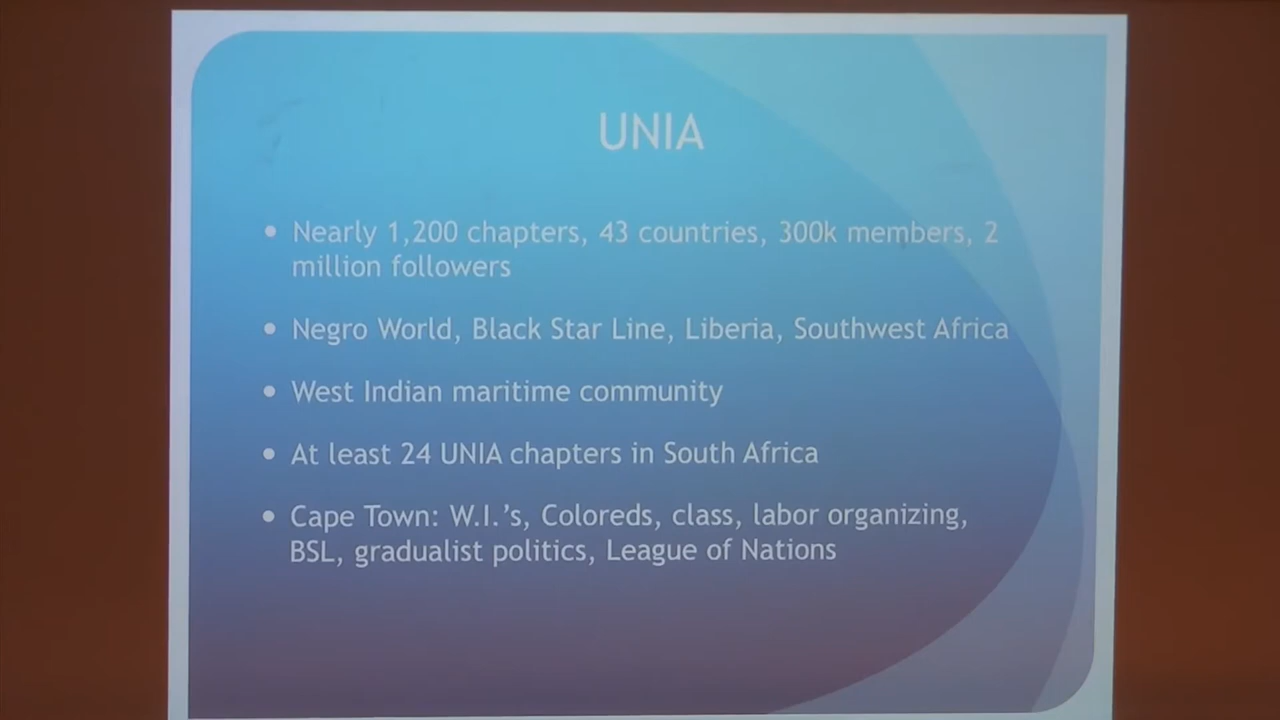 UNIA
• Nearly 1,200 chapters, 43 countries, 300k members, 2
million followers
• Negro World, Black Star Line, Liberia, Southwest Africa
• West Indian maritime community
• At least 24 UNIA chapters in South Africa
• Cape Town: W.I.'s, Coloreds, class, labor organizing,
BSL, gradualist politics, League of Nations